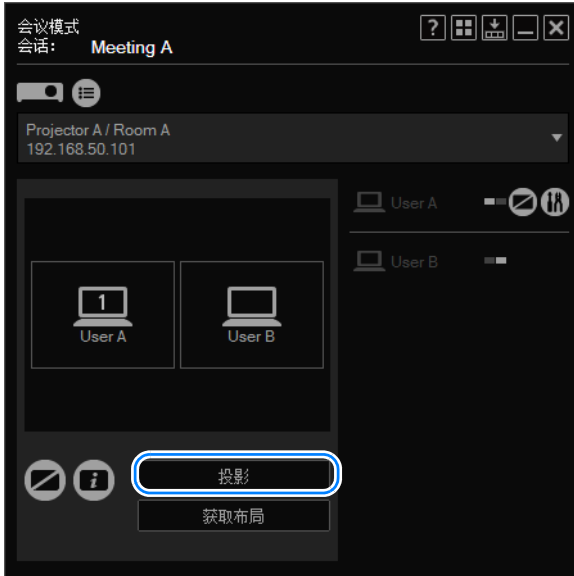 会议模式
会话： Meeting A
?
Projector A / Room A
192.168.50.101
User A
User B
1
User A
User B
i
投影
获取布局